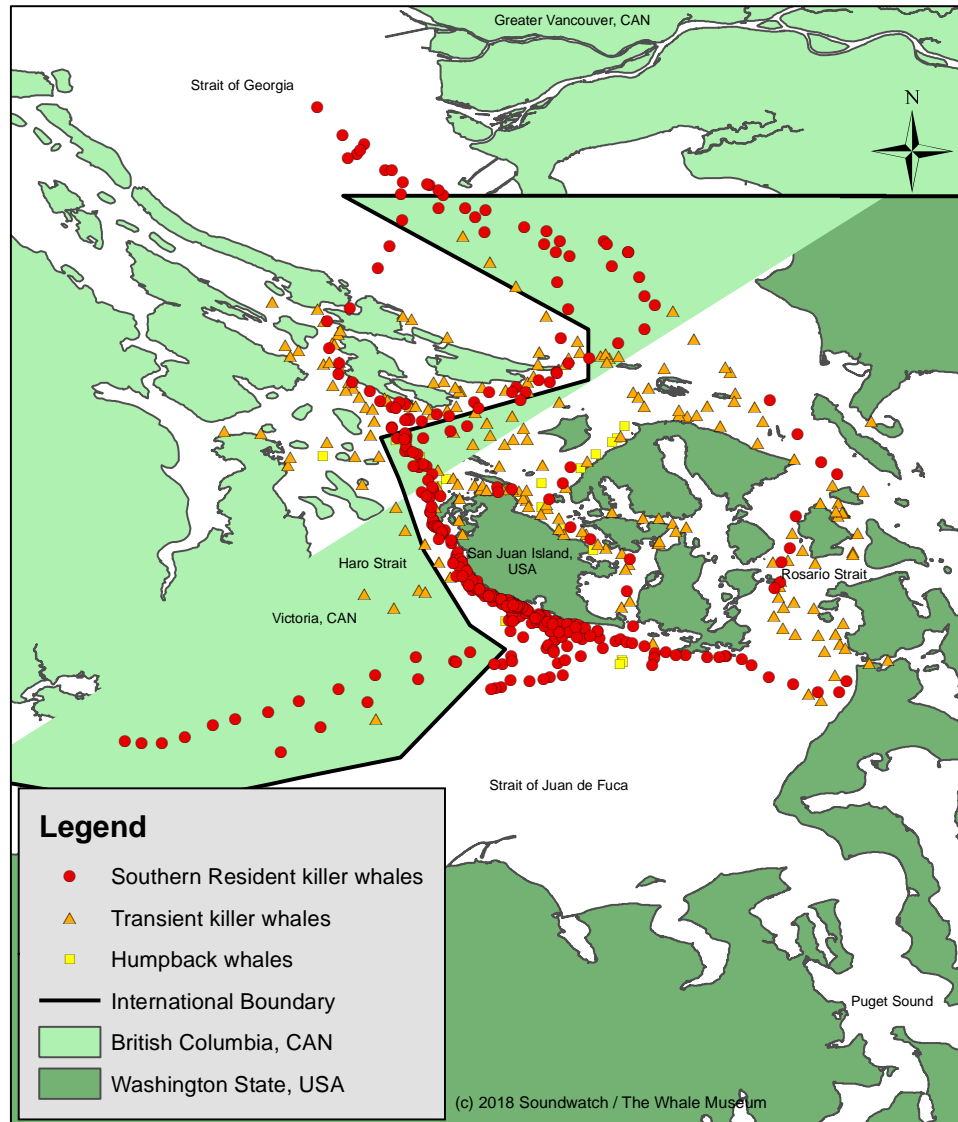 Greater Vancouver, CAN
Strait of Georgia
N
San Juan Island,
USA
Haro Strait
Rosario Strait
Victoria, CAN
Strait of Juan de Fuca
Legend
Southern Resident killer whales
Transient killer whales
Humpback whales
International Boundary
British Columbia, CAN
Washington State, USA
Puget Sound
(c) 2018 Soundwatch / The Whale Museum